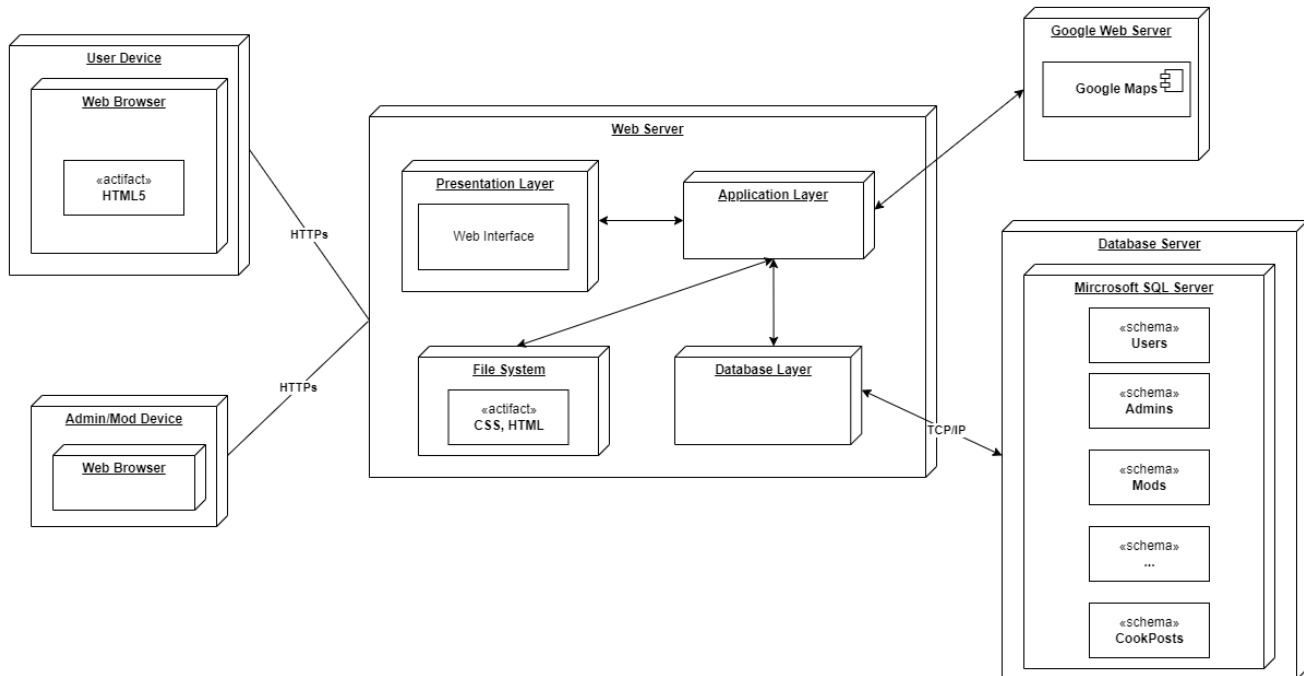 User Device
Web Browser
«actifact»
HTML5
HTTPs
Admin/Mod Device
Web Browser
HTTPs
Web Server
Presentation Layer
Web Interface
Application Layer
File System
«actifact»
CSS, HTML
Database Layer
TCP/IP
Google Web Server
Google Maps
Database Server
Mircrosoft SQL Server
«schema»
Users
«schema»
Admins
«schema»
Mods
«schema»
...
«schema»
CookPosts